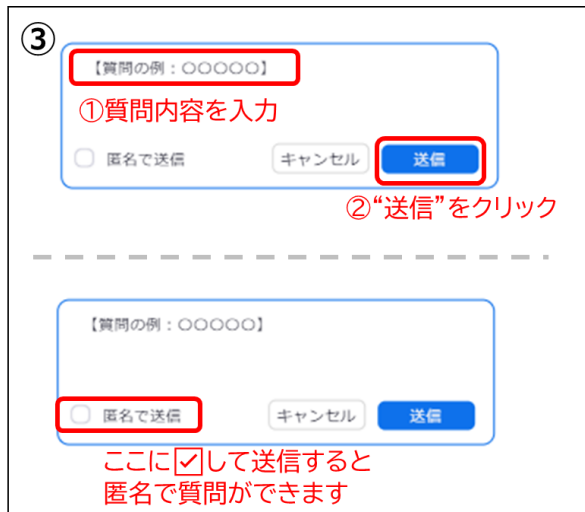 ③
【質問の例：○○○○○】
①質問内容を入力
匿名で送信 キャンセル 送信
②“送信”をクリック
【質問の例：○○○○○】
匿名で送信 キャンセル 送信
ここに☑して送信すると
匿名で質問ができます